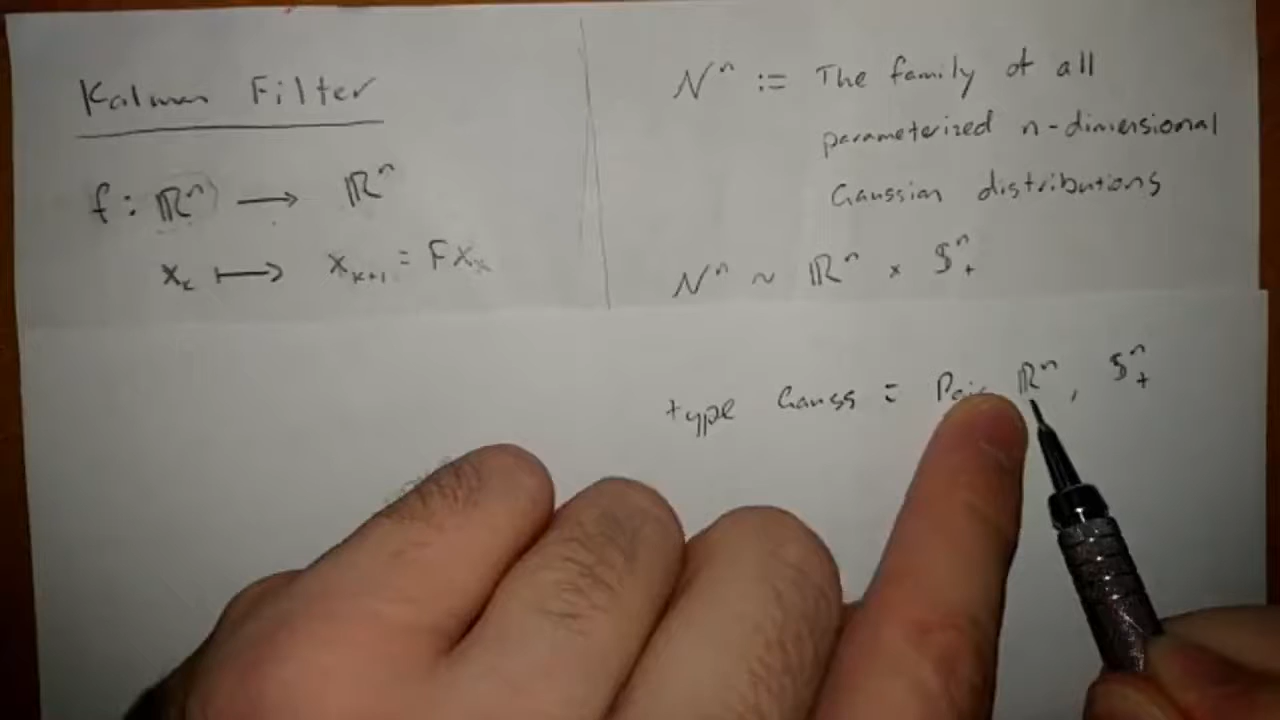 Kalman Filter
f : ℝⁿ ⟶ ℝⁿ
xₖ ⟼ xₖ₊₁ = Fxₖ
𝒩ⁿ := The family of all
parameterized n-dimensional
Gaussian distributions
𝒩ⁿ ~ ℝⁿ × 𝕊ⁿ₊
type Gauss = Pair ℝⁿ, 𝕊ⁿ₊